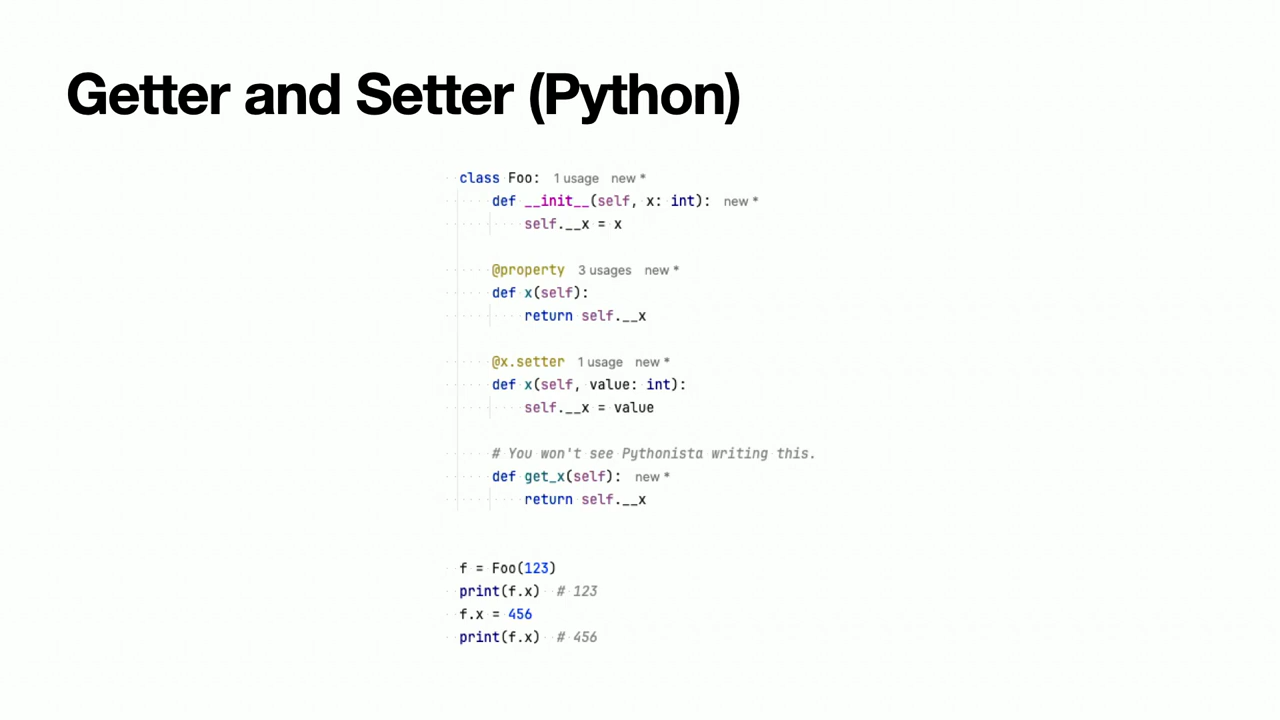 Getter and Setter (Python)
class Foo: 1 usage new *
def __init__(self, x: int): new *
self.__x = x
@property 3 usages new *
def x(self):
return self.__x
@x.setter 1 usage new *
def x(self, value: int):
self.__x = value
# You won't see Pythonista writing this.
def get_x(self): new *
return self.__x
f = Foo(123)
print(f.x) # 123
f.x = 456
print(f.x) # 456